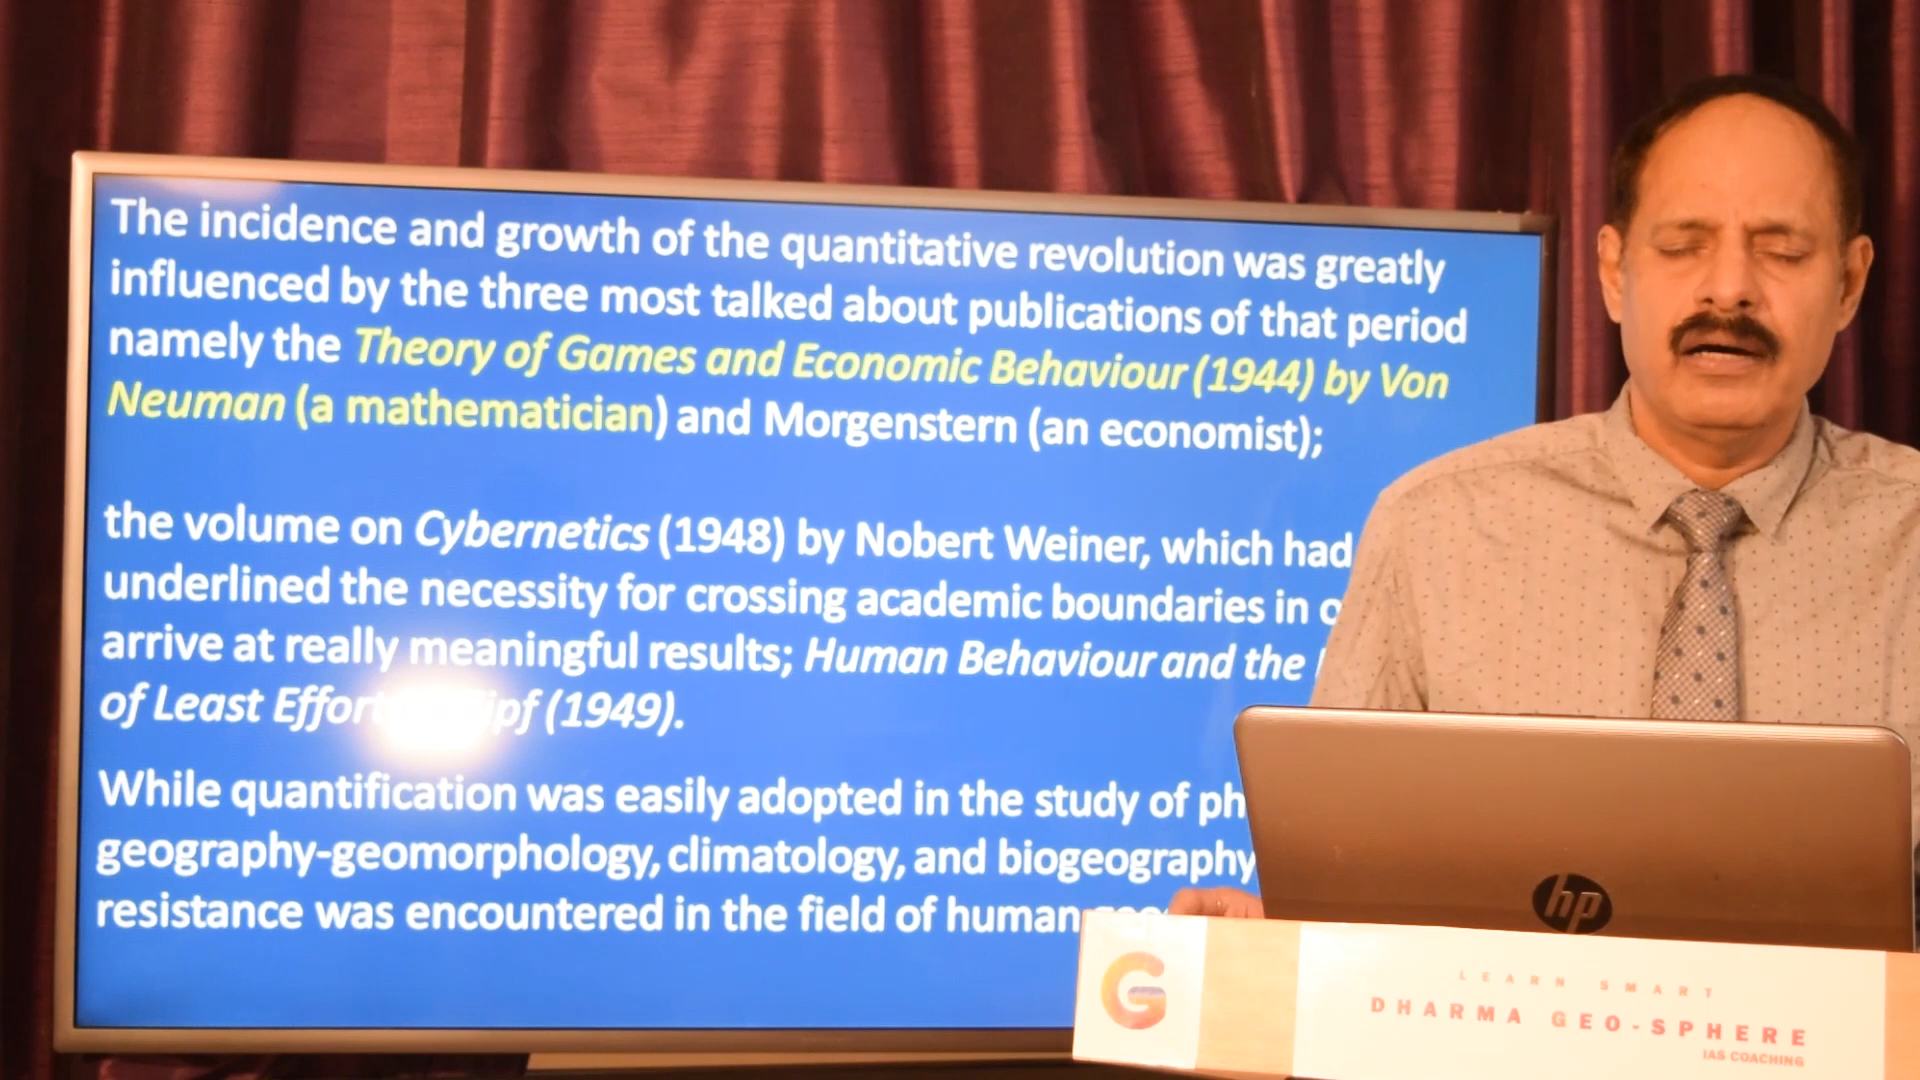 The incidence and growth of the quantitative revolution was greatly
influenced by the three most talked about publications of that period
namely the Theory of Games and Economic Behaviour (1944) by Von
Neuman (a mathematician) and Morgenstern (an economist);
the volume on Cybernetics (1948) by Nobert Weiner, which had
underlined the necessity for crossing academic boundaries in
arrive at really meaningful results; Human Behaviour and the
of Least Effort (1949).
While quantification was easily adopted in the study of
geography-geomorphology, climatology, and biogeography
resistance was encountered in the field of human
hp
G
LEARN SMART
DHARMA GEO-SPHERE
IAS COACHING